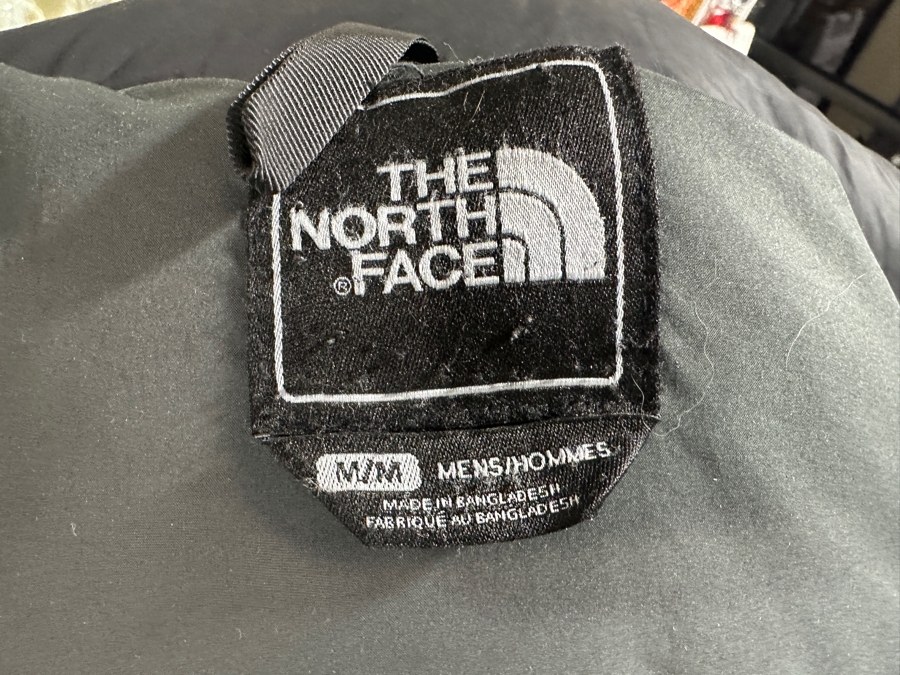 THE
NORTH
®FACE
M/M MENS/HOMMES
MADE IN BANGLADESH
FABRIQUÉ AU BANGLADESH